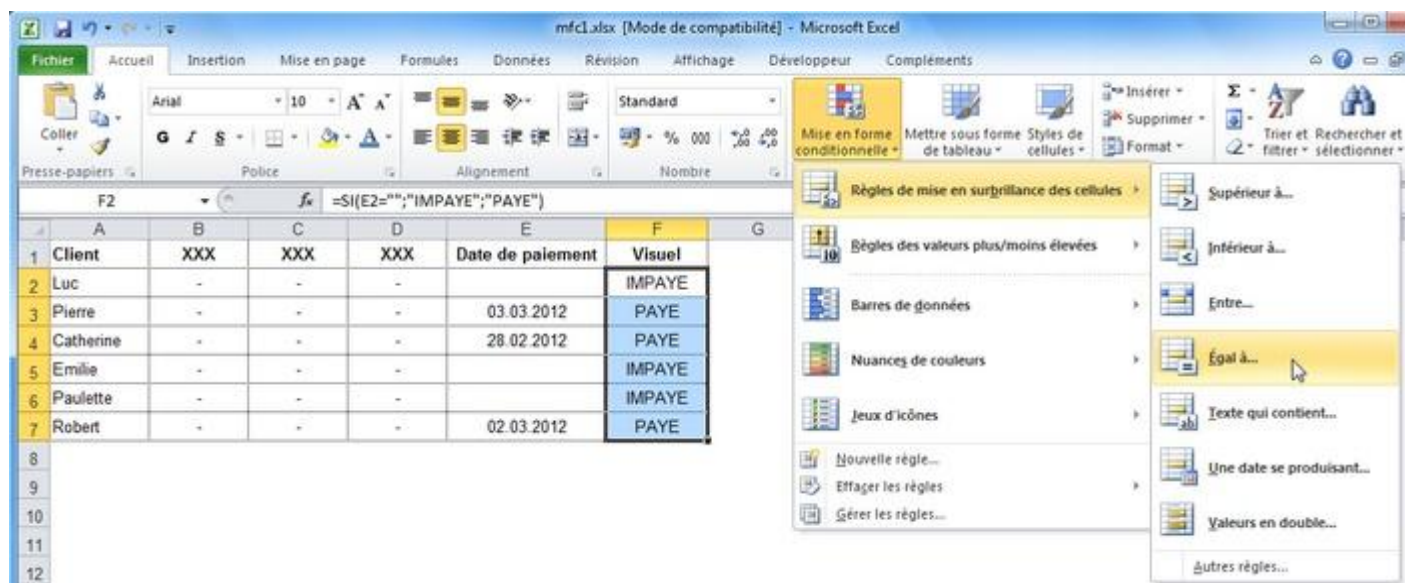 mfc1.xlsx [Mode de compatibilité] - Microsoft Excel
Fichier Accueil Insertion Mise en page Formules Données Révision Affichage Développeur Compléments
Coller
Arial 10 A A
G I S A
Standard
% 000
Mise en forme conditionnelle
Mettre sous forme de tableau
Styles de cellules
Insérer
Supprimer
Format
Σ
Trier et filtrer
Rechercher et sélectionner
Presse-papiers Police Alignement Nombre
F2 fx =SI(E2="";"IMPAYE";"PAYE")
A B C D E F G
1 Client XXX XXX XXX Date de paiement Visuel
2 Luc - - - IMPAYE
3 Pierre - - - 03.03.2012 PAYE
4 Catherine - - - 28.02.2012 PAYE
5 Emilie - - - IMPAYE
6 Paulette - - - IMPAYE
7 Robert - - - 02.03.2012 PAYE
8
9
10
11
12
Règles de mise en surbrillance des cellules
Règles des valeurs plus/moins élevées
Barres de données
Nuances de couleurs
Jeux d'icônes
Nouvelle règle...
Effacer les règles
Gérer les règles...
Supérieur à...
Inférieur à...
Entre...
Égal à...
Texte qui contient...
Une date se produisant...
Valeurs en double...
Autres règles...